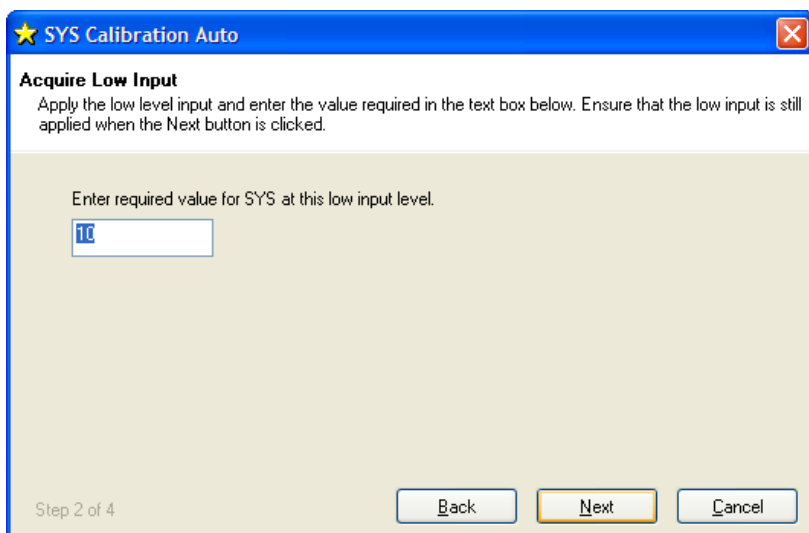 SYS Calibration Auto
Acquire Low Input
Apply the low level input and enter the value required in the text box below. Ensure that the low input is still
applied when the Next button is clicked.
Enter required value for SYS at this low input level.
10
Step 2 of 4
Back
Next
Cancel